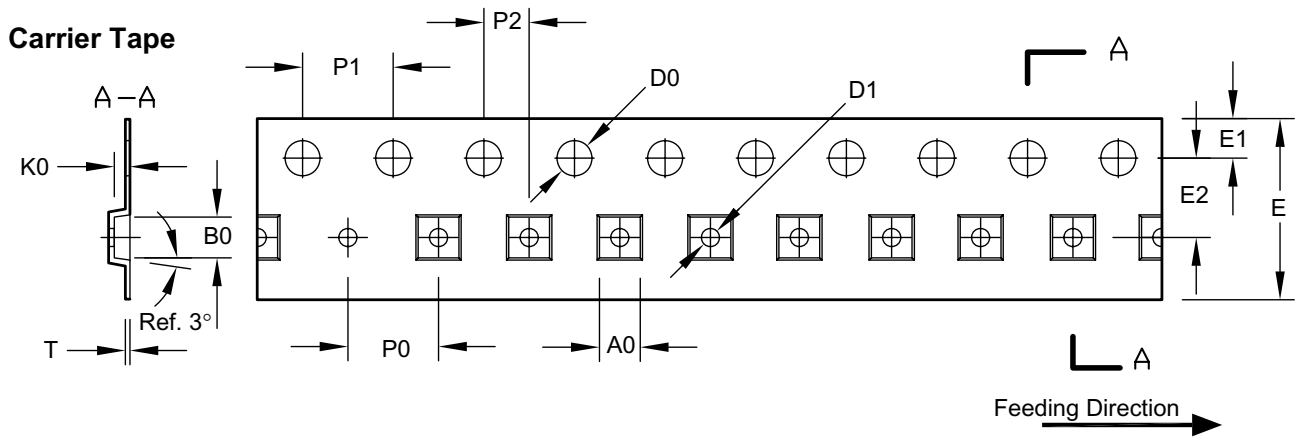 Carrier Tape
P2
A
P1
D0
D1
A-A
E1
K0
E2
E
B0
Ref. 3°
T
P0
A0
A
Feeding Direction